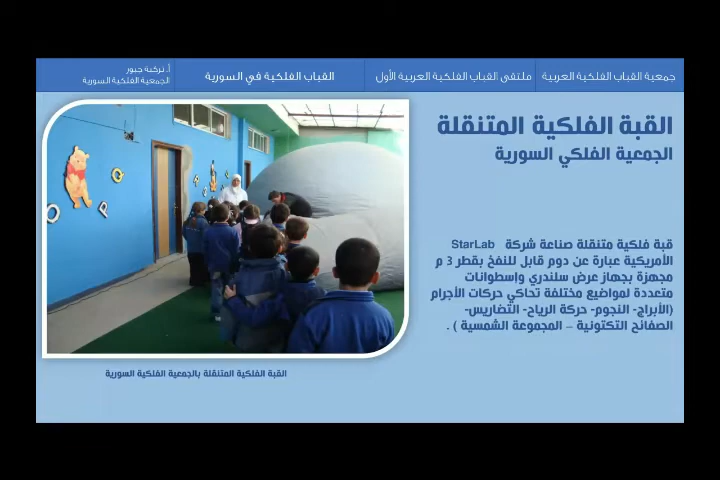 جمعية القباب الفلكية العربية
ملتقى القباب الفلكية العربية الأول
القباب الفلكية في السورية
أ. تركية جبور
الجمعية الفلكية السورية
القبة الفلكية المتنقلة
الجمعية الفلكي السورية
قبة فلكية متنقلة صناعة شركة StarLab
الأمريكية عبارة عن دوم قابل للنفخ بقطر 3 م
مجهزة بجهاز عرض سلندري وإسطوانات
متعددة لمواضيع مختلفة تحاكي حركات الأجرام
(الأبراج- النجوم- حركة الرياح- التضاريس-
الصفائح التكتونية – المجموعة الشمسية ) .
القبة الفلكية المتنقلة بالجمعية الفلكية السورية
O P Q